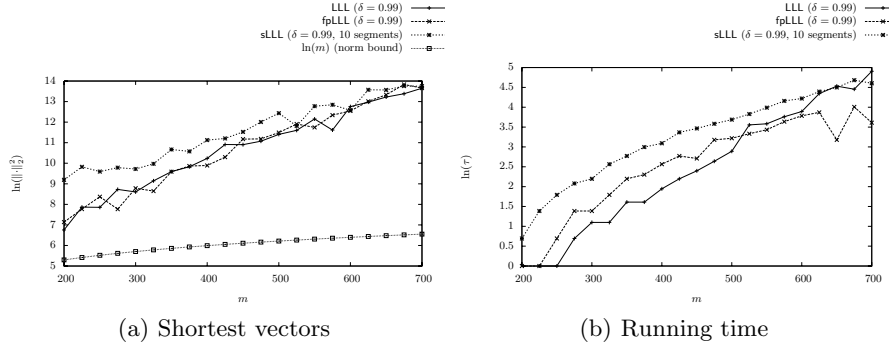 LLL (δ = 0.99)
fpLLL (δ = 0.99)
sLLL (δ = 0.99, 10 segments)
ln(m) (norm bound)
14
13
12
11
10
9
8
7
6
5
ln(||·||₂²)
200 300 400 500 600 700
m
(a) Shortest vectors
LLL (δ = 0.99)
fpLLL (δ = 0.99)
sLLL (δ = 0.99, 10 segments)
5
4.5
4
3.5
3
2.5
2
1.5
1
0.5
0
ln(τ)
200 300 400 500 600 700
m
(b) Running time